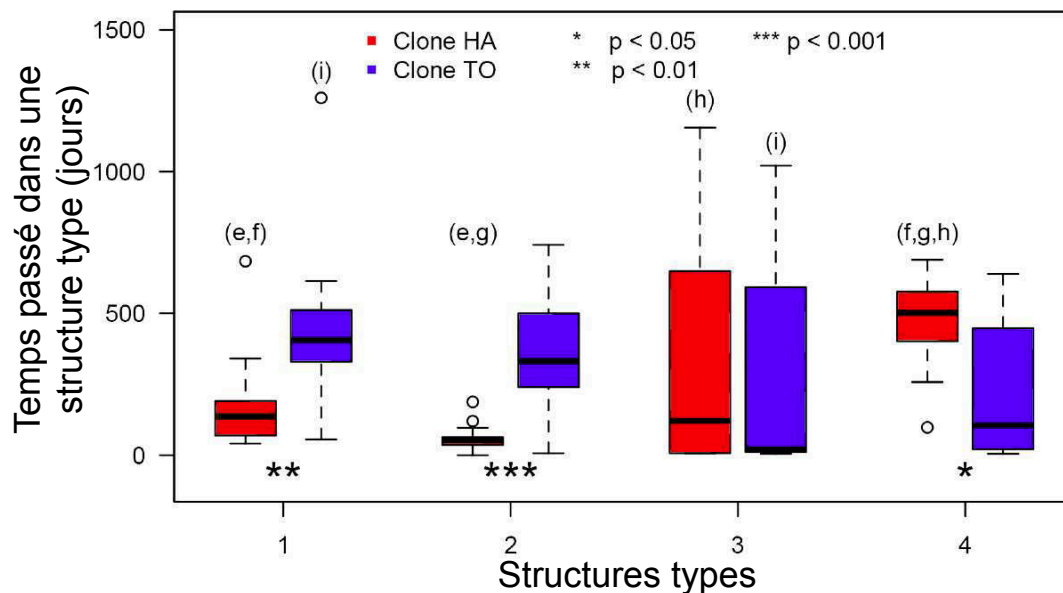 1500
Clone HA * p < 0.05 *** p < 0.001
Clone TO ** p < 0.01
(i)
(h)
(i)
1000
(e,f) (e,g) (f,g,h)
500
0
** *** *
1 2 3 4
Temps passé dans une
structure type (jours)
Structures types